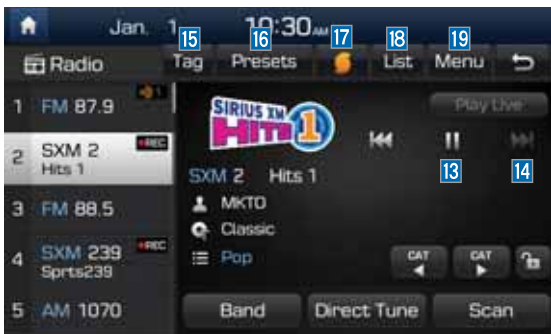 Jan. 1 10:30 AM
15 16 17 18 19
Radio Tag Presets List Menu
1 FM 87.9
SIRIUS XM
HITS 1
Play Live
2 SXM 2 REC
Hits 1
13 14
SXM 2 Hits 1
3 FM 88.5
MKTO
Classic
4 SXM 239 REC
Sprts239
Pop
CAT CAT
5 AM 1070
Band Direct Tune Scan